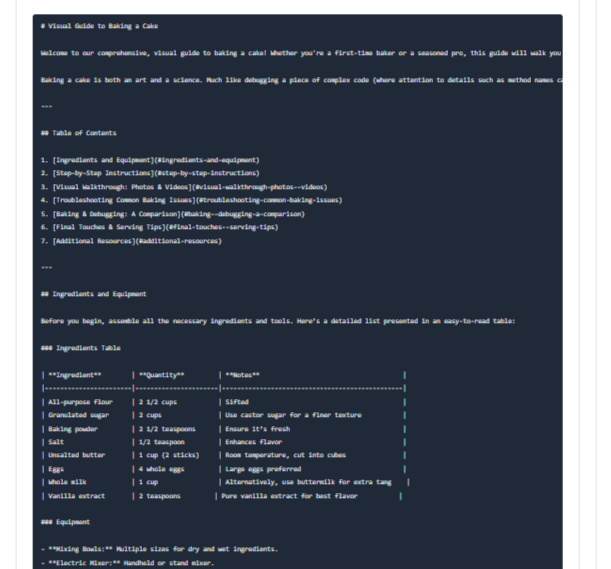 # Visual Guide to Baking a Cake
Welcome to our comprehensive, visual guide to baking a cake! Whether you're a first-time baker or a seasoned pro, this guide will walk you
Baking a cake is both an art and a science. Much like debugging a piece of complex code (where attention to details such as method names ca
---
## Table of Contents
1. [Ingredients and Equipment](#ingredients-and-equipment)
2. [Step-by-Step Instructions](#step-by-step-instructions)
3. [Visual Walkthrough: Photos & Videos](#visual-walkthrough-photos--videos)
4. [Troubleshooting Common Baking Issues](#troubleshooting-common-baking-issues)
5. [Baking & Debugging: A Comparison](#baking--debugging-a-comparison)
6. [Final Touches & Serving Tips](#final-touches--serving-tips)
7. [Additional Resources](#additional-resources)
---
## Ingredients and Equipment
Before you begin, assemble all the necessary ingredients and tools. Here's a detailed list presented in an easy-to-read table:
### Ingredients Table
| **Ingredient** | **Quantity** | **Notes** |
|-----------------------|----------------------|------------------------------------------------|
| All-purpose flour | 2 1/2 cups | Sifted |
| Granulated sugar | 2 cups | Use castor sugar for a finer texture |
| Baking powder | 2 1/2 teaspoons | Ensure it's fresh |
| Salt | 1/2 teaspoon | Enhances flavor |
| Unsalted butter | 1 cup (2 sticks) | Room temperature, cut into cubes |
| Eggs | 4 whole eggs | Large eggs preferred |
| Whole milk | 1 cup | Alternatively, use buttermilk for extra tang |
| Vanilla extract | 2 teaspoons | Pure vanilla extract for best flavor |
### Equipment
- **Mixing Bowls:** Multiple sizes for dry and wet ingredients.
- **Electric Mixer:** Handheld or stand mixer.